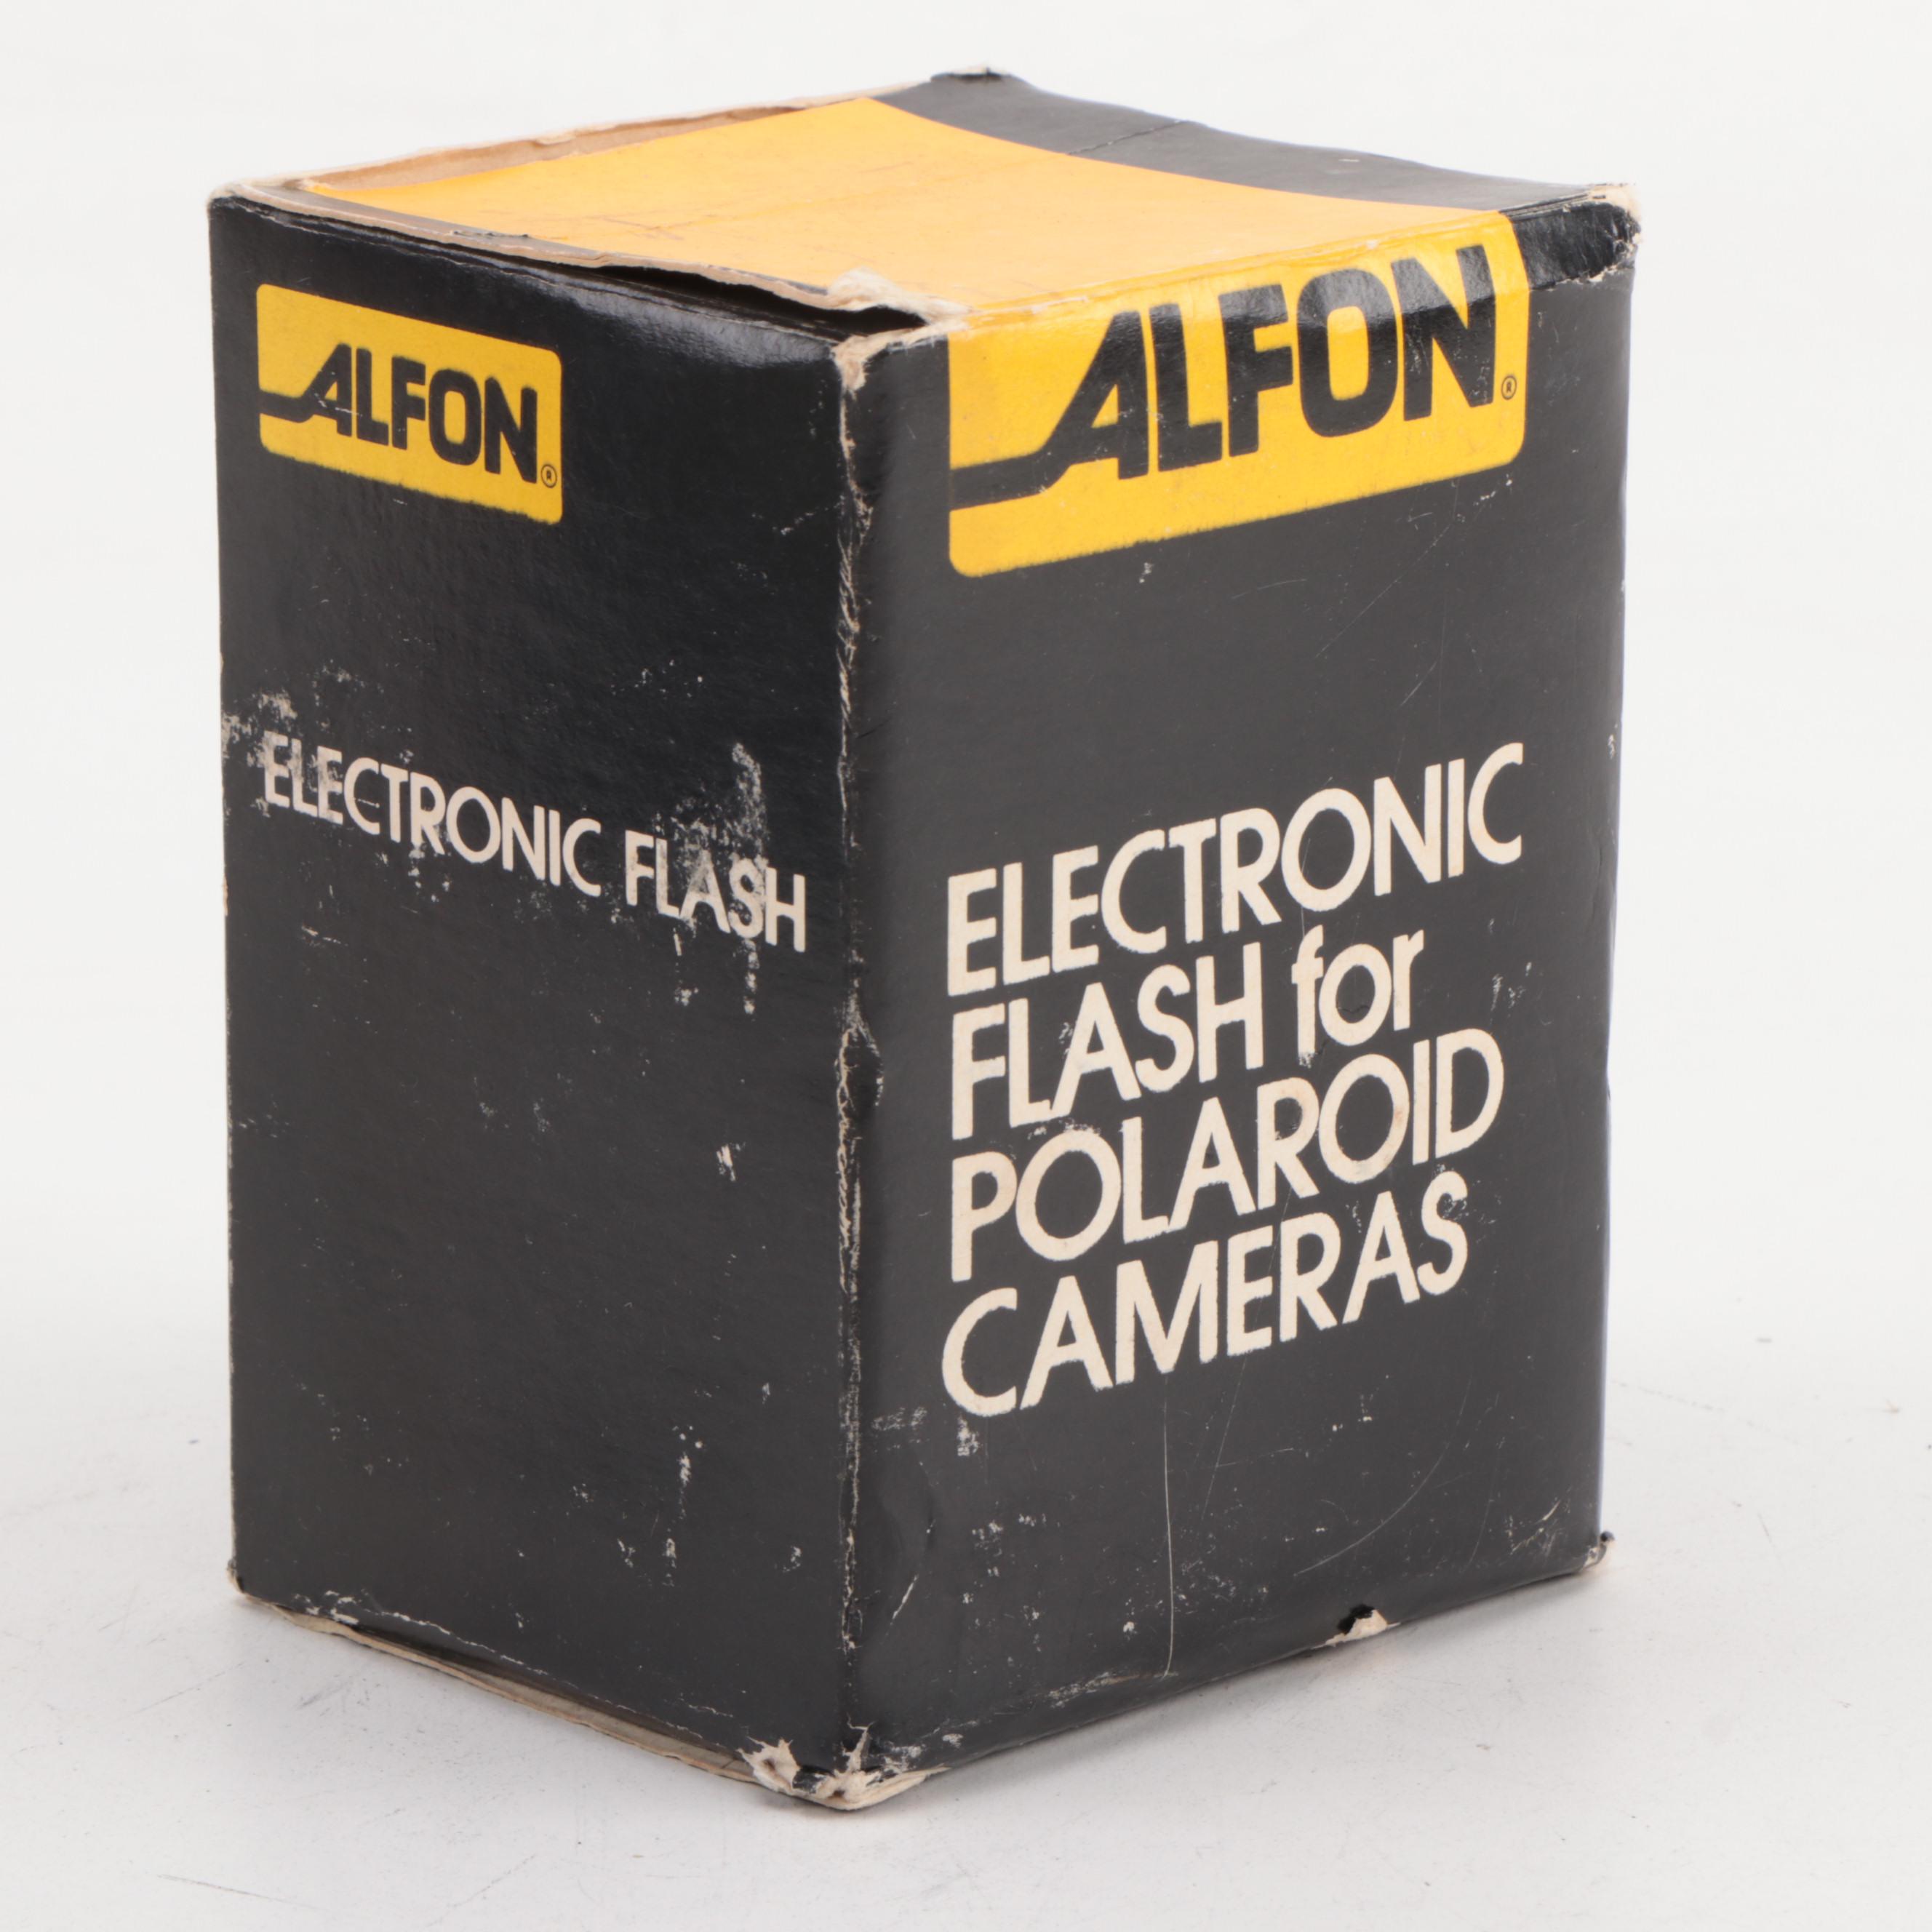 ALFON®
ELECTRONIC FLASH
ALFON®
ELECTRONIC
FLASH for
POLAROID
CAMERAS